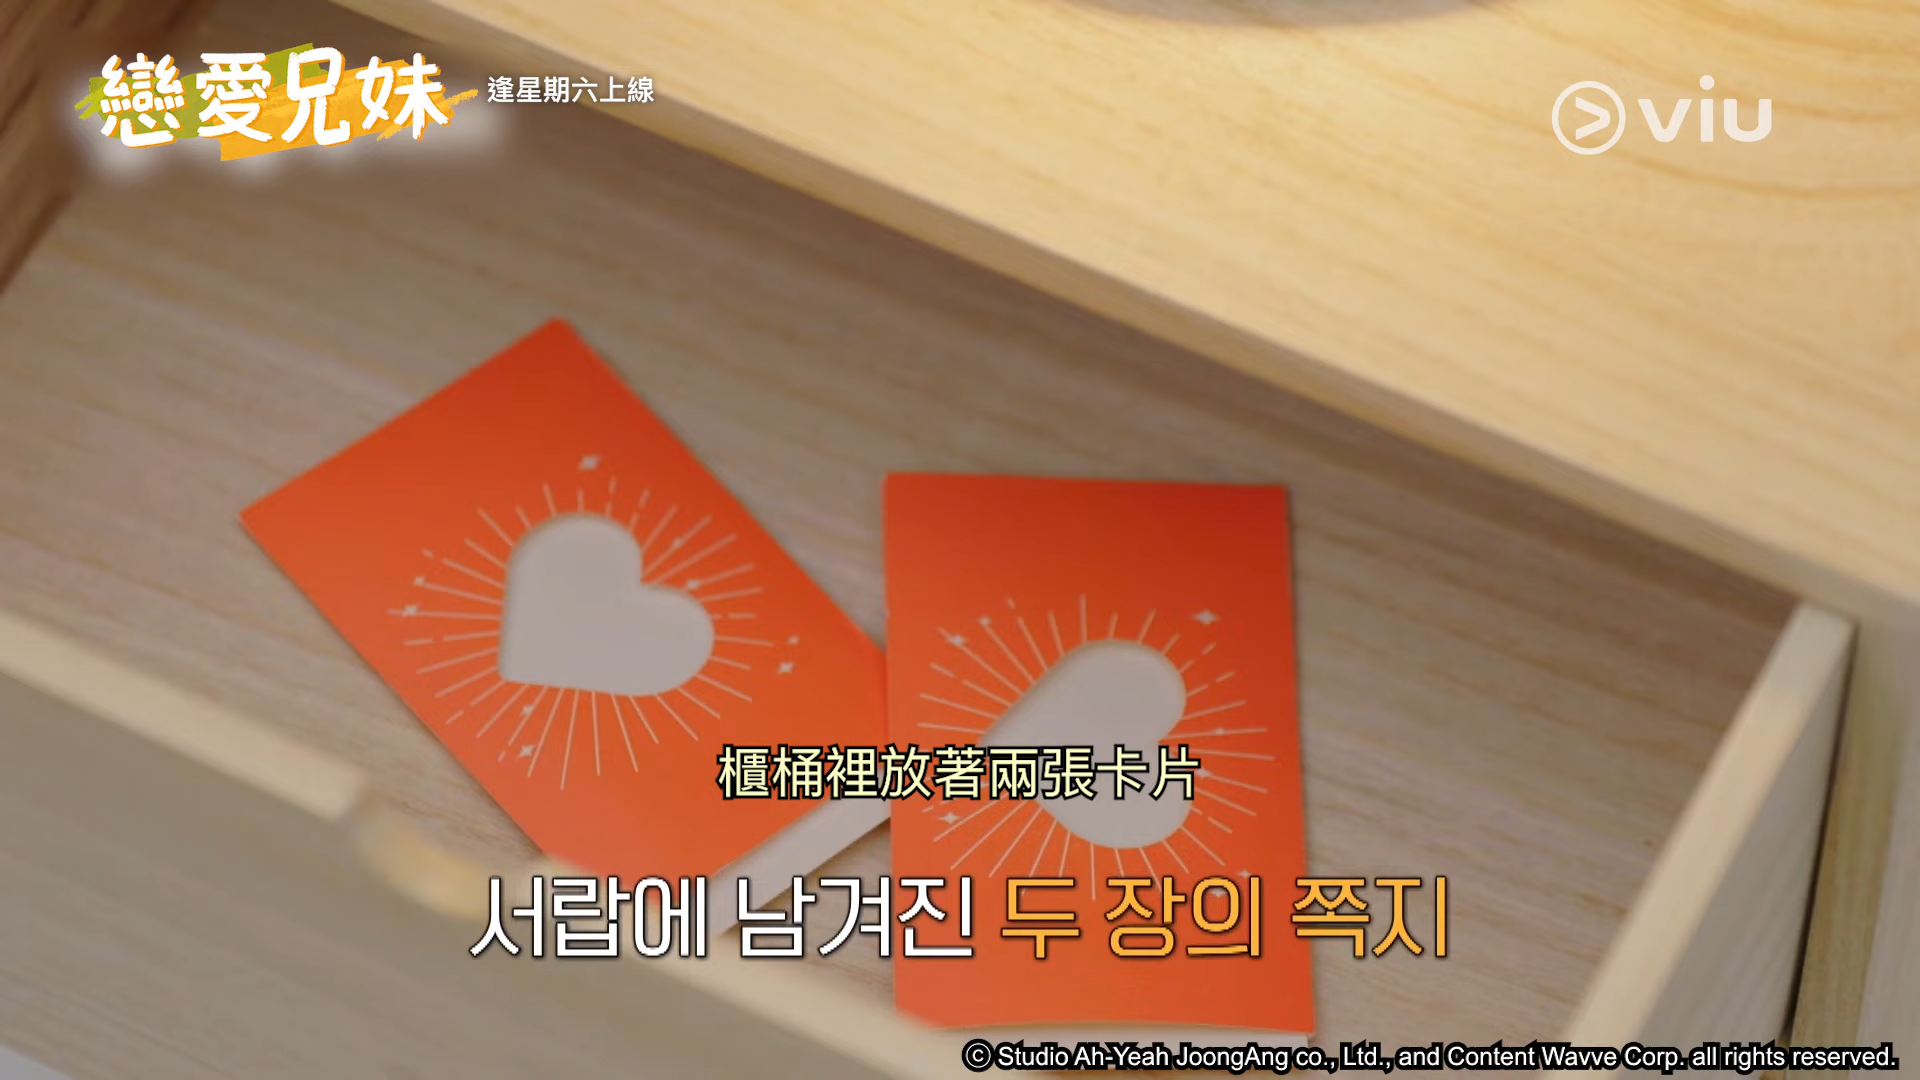 戀愛兄妹
逢星期六上線
viu
櫃桶裡放著兩張卡片
서랍에 남겨진 두 장의 쪽지
© Studio Ah-Yeah JoongAng co., Ltd., and Content Wavve Corp. all rights reserved.